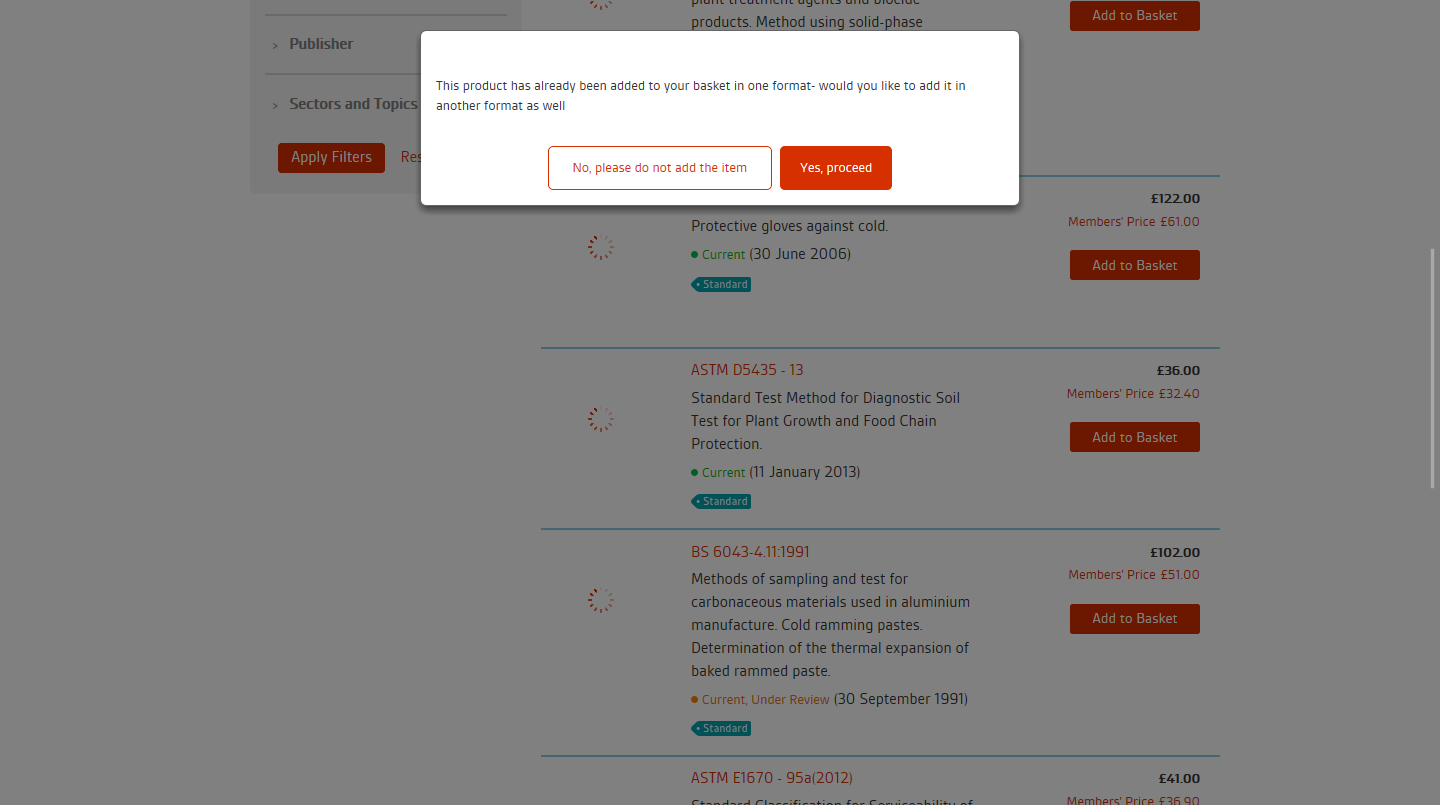 plant treatment agents and biocide
products. Method using solid-phase
Add to Basket
Publisher
Sectors and Topics
Apply Filters
Res
This product has already been added to your basket in one format- would you like to add it in
another format as well
No, please do not add the item
Yes, proceed
£122.00
Members' Price £61.00
Protective gloves against cold.
Current (30 June 2006)
Add to Basket
Standard
ASTM D5435 - 13
£36.00
Members' Price £32.40
Standard Test Method for Diagnostic Soil
Test for Plant Growth and Food Chain
Protection.
Add to Basket
Current (11 January 2013)
Standard
BS 6043-4.11:1991
£102.00
Members' Price £51.00
Methods of sampling and test for
carbonaceous materials used in aluminium
manufacture. Cold ramming pastes.
Determination of the thermal expansion of
baked rammed paste.
Add to Basket
Current, Under Review (30 September 1991)
Standard
ASTM E1670 - 95a(2012)
£41.00
Members' Price £36.90
Standard Classification for Serviceability of